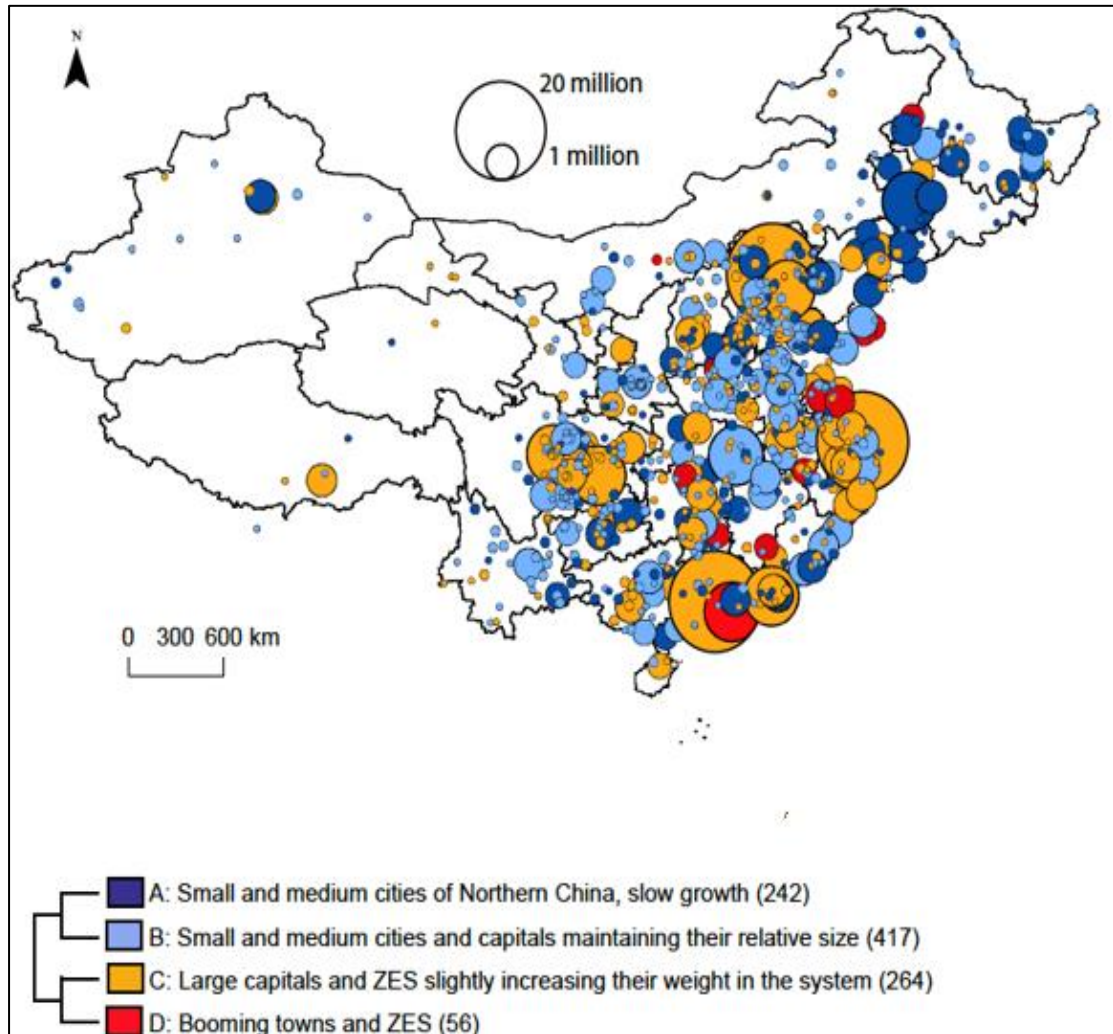 N
20 million
1 million
0 300 600 km
A: Small and medium cities of Northern China, slow growth (242)
B: Small and medium cities and capitals maintaining their relative size (417)
C: Large capitals and ZES slightly increasing their weight in the system (264)
D: Booming towns and ZES (56)